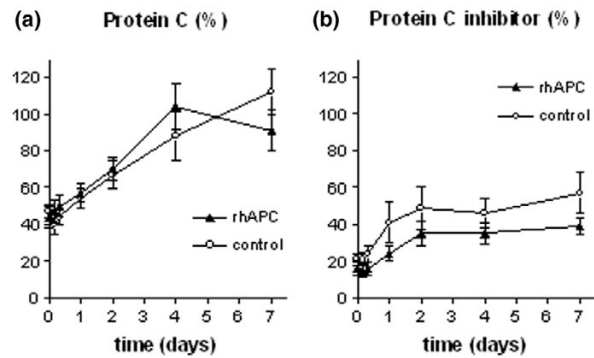 (a) Protein C (%)
120
100
80
60
40
20
0
rhAPC
control
0 1 2 3 4 5 6 7
time (days)
(b) Protein C inhibitor (%)
120
100
80
60
40
20
0
rhAPC
control
0 1 2 3 4 5 6 7
time (days)